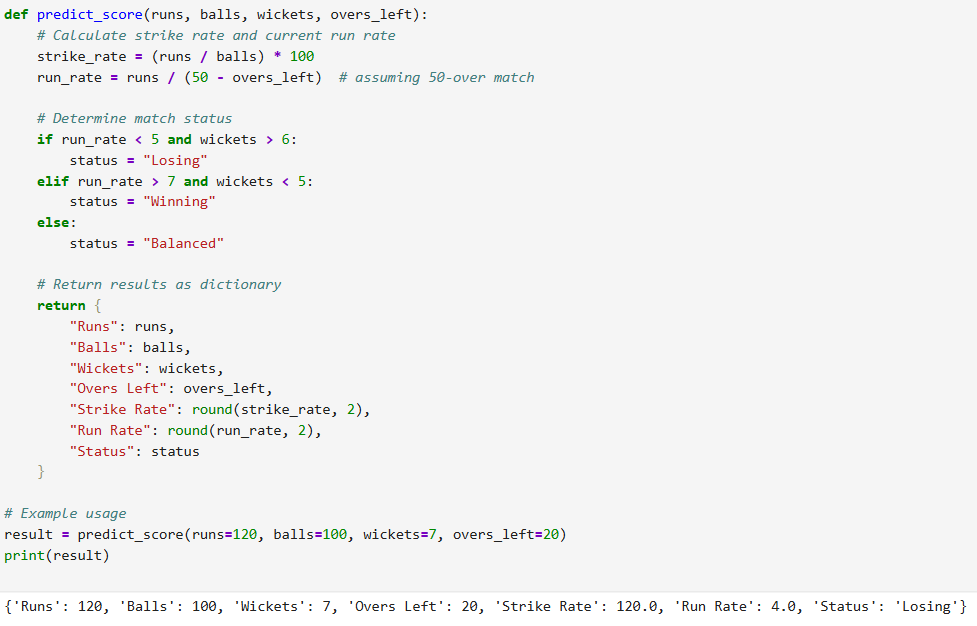 def predict_score(runs, balls, wickets, overs_left):
    # Calculate strike rate and current run rate
    strike_rate = (runs / balls) * 100
    run_rate = runs / (50 - overs_left)  # assuming 50-over match

    # Determine match status
    if run_rate < 5 and wickets > 6:
        status = "Losing"
    elif run_rate > 7 and wickets < 5:
        status = "Winning"
    else:
        status = "Balanced"

    # Return results as dictionary
    return {
        "Runs": runs,
        "Balls": balls,
        "Wickets": wickets,
        "Overs Left": overs_left,
        "Strike Rate": round(strike_rate, 2),
        "Run Rate": round(run_rate, 2),
        "Status": status
    }

# Example usage
result = predict_score(runs=120, balls=100, wickets=7, overs_left=20)
print(result)

{'Runs': 120, 'Balls': 100, 'Wickets': 7, 'Overs Left': 20, 'Strike Rate': 120.0, 'Run Rate': 4.0, 'Status': 'Losing'}